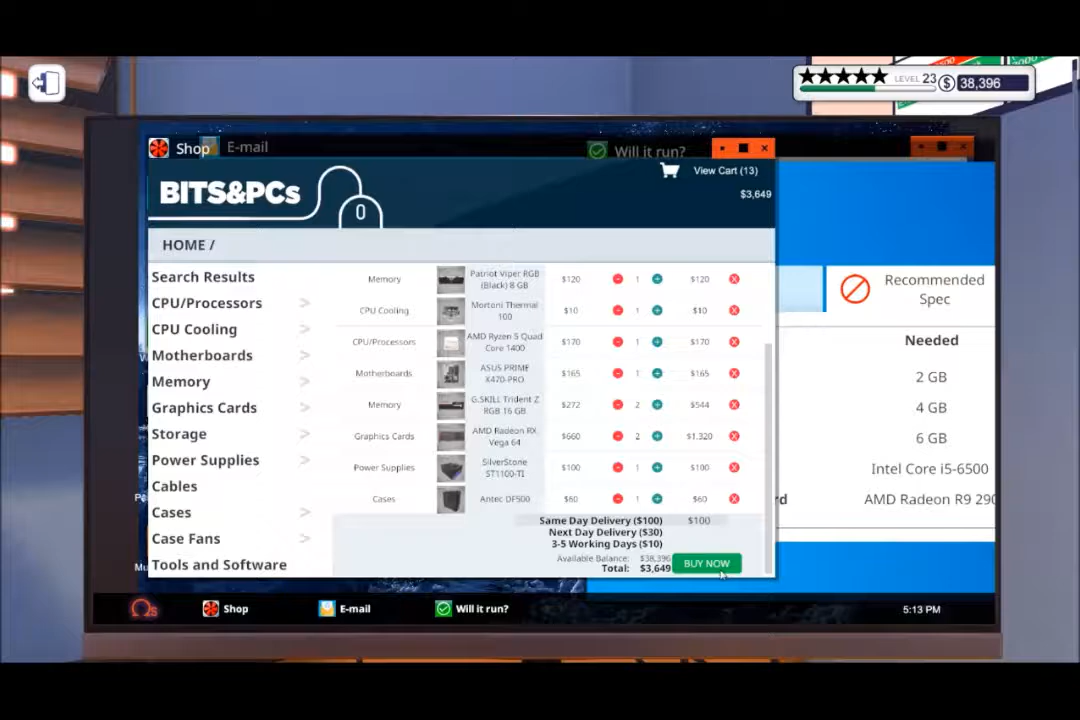 LEVEL 23
$ 38,396
Shop
E-mail
Will it run?
View Cart (13)
BITS&PCs
$3,649
HOME /
Search Results
CPU/Processors >
CPU Cooling >
Motherboards >
Memory >
Graphics Cards >
Storage >
Power Supplies >
Cables
Cases >
Case Fans >
Tools and Software
Memory Patriot Viper RGB (Black) 8 GB $120 1 $120
CPU Cooling Mortoni Thermal 100 $10 1 $10
CPU/Processors AMD Ryzen 5 Quad Core 1400 $170 1 $170
Motherboards ASUS PRIME X470-PRO $165 1 $165
Memory G.SKILL Trident Z RGB 16 GB $272 2 $544
Graphics Cards AMD Radeon RX Vega 64 $660 2 $1,320
Power Supplies SilverStone ST1100-TI $100 1 $100
Cases Antec DF500 $60 1 $60
Same Day Delivery ($100) $100
Next Day Delivery ($30)
3-5 Working Days ($10)
Available Balance: $38,396
Total: $3,649
BUY NOW
Recommended
Spec
Needed
2 GB
4 GB
6 GB
Intel Core i5-6500
AMD Radeon R9 290
Shop
E-mail
Will it run?
5:13 PM